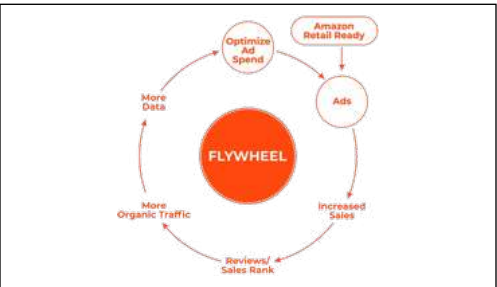 Amazon
Retail Ready
Optimize
Ad
Spend
Ads
More
Data
FLYWHEEL
More
Organic Traffic
Increased
Sales
Reviews/
Sales Rank